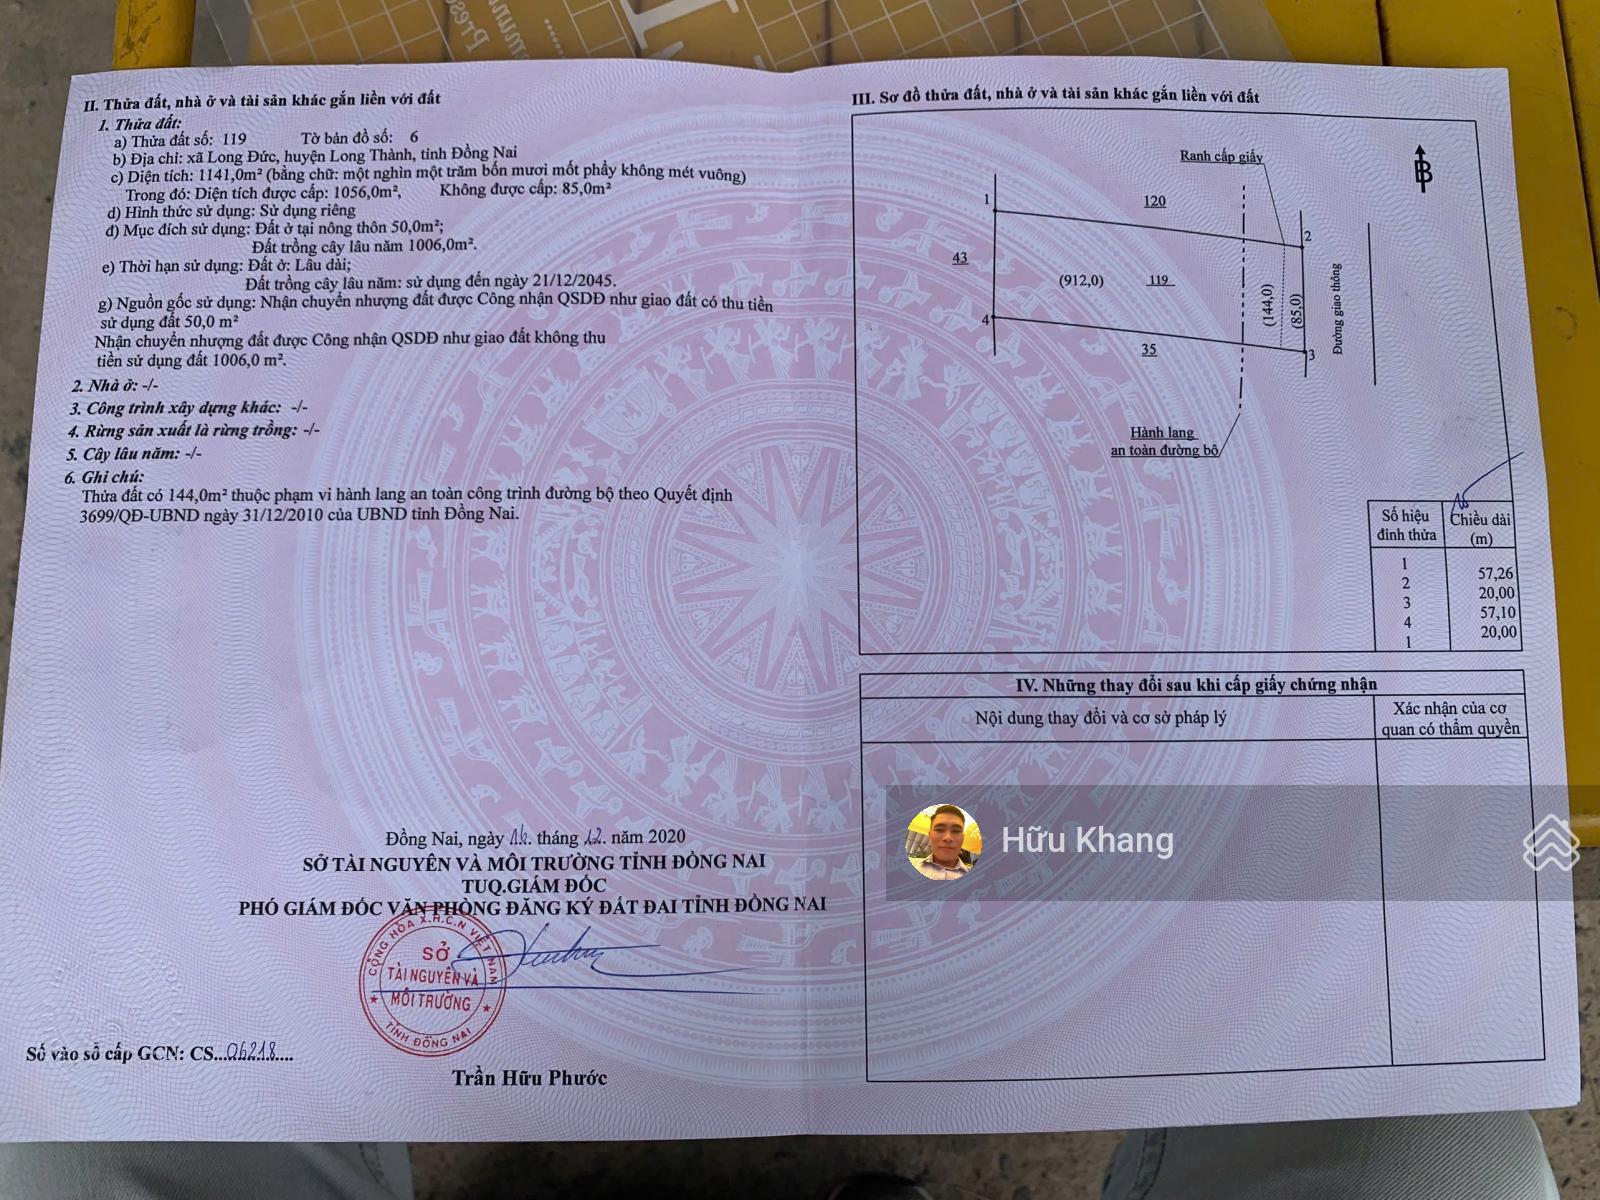 II. Thửa đất, nhà ở và tài sản khác gắn liền với đất
1. Thửa đất:
a) Thửa đất số: 119 Tờ bản đồ số: 6
b) Địa chỉ: xã Long Đức, huyện Long Thành, tỉnh Đồng Nai
c) Diện tích: 1141,0m² (bằng chữ: một nghìn một trăm bốn mươi mốt phẩy không mét vuông)
Trong đó: Diện tích được cấp: 1056,0m², Không được cấp: 85,0m²
d) Hình thức sử dụng: Sử dụng riêng
đ) Mục đích sử dụng: Đất ở tại nông thôn 50,0m²;
Đất trồng cây lâu năm 1006,0m².
e) Thời hạn sử dụng: Đất ở: Lâu dài;
Đất trồng cây lâu năm: sử dụng đến ngày 21/12/2045.
g) Nguồn gốc sử dụng: Nhận chuyển nhượng đất được Công nhận QSDĐ như giao đất có thu tiền
sử dụng đất 50,0 m²
Nhận chuyển nhượng đất được Công nhận QSDĐ như giao đất không thu
tiền sử dụng đất 1006,0 m².
2. Nhà ở: -/-
3. Công trình xây dựng khác: -/-
4. Rừng sản xuất là rừng trồng: -/-
5. Cây lâu năm: -/-
6. Ghi chú:
Thửa đất có 144,0m² thuộc phạm vi hành lang an toàn công trình đường bộ theo Quyết định
3699/QĐ-UBND ngày 31/12/2010 của UBND tỉnh Đồng Nai.
Đồng Nai, ngày tháng 12 năm 2020
SỞ TÀI NGUYÊN VÀ MÔI TRƯỜNG TỈNH ĐỒNG NAI
TUQ.GIÁM ĐỐC
PHÓ GIÁM ĐỐC VĂN PHÒNG ĐĂNG KÝ ĐẤT ĐAI TỈNH ĐỒNG NAI
CỘNG HÒA X.H.C.N VIỆT NAM
SỞ
TÀI NGUYÊN VÀ
MÔI TRƯỜNG
TỈNH ĐỒNG NAI
Số vào sổ cấp GCN: CS...06218....
Trần Hữu Phước
III. Sơ đồ thửa đất, nhà ở và tài sản khác gắn liền với đất
Ranh cấp giấy
B
1
120
2
43
(912,0)
119
(144,0)
(85,0)
Đường giao thông
4
35
3
Hành lang
an toàn đường bộ
Số hiệu đỉnh thửa
Chiều dài (m)
1
57,26
2
20,00
3
57,10
4
20,00
1
IV. Những thay đổi sau khi cấp giấy chứng nhận
Nội dung thay đổi và cơ sở pháp lý
Xác nhận của cơ
quan có thẩm quyền
Hữu Khang